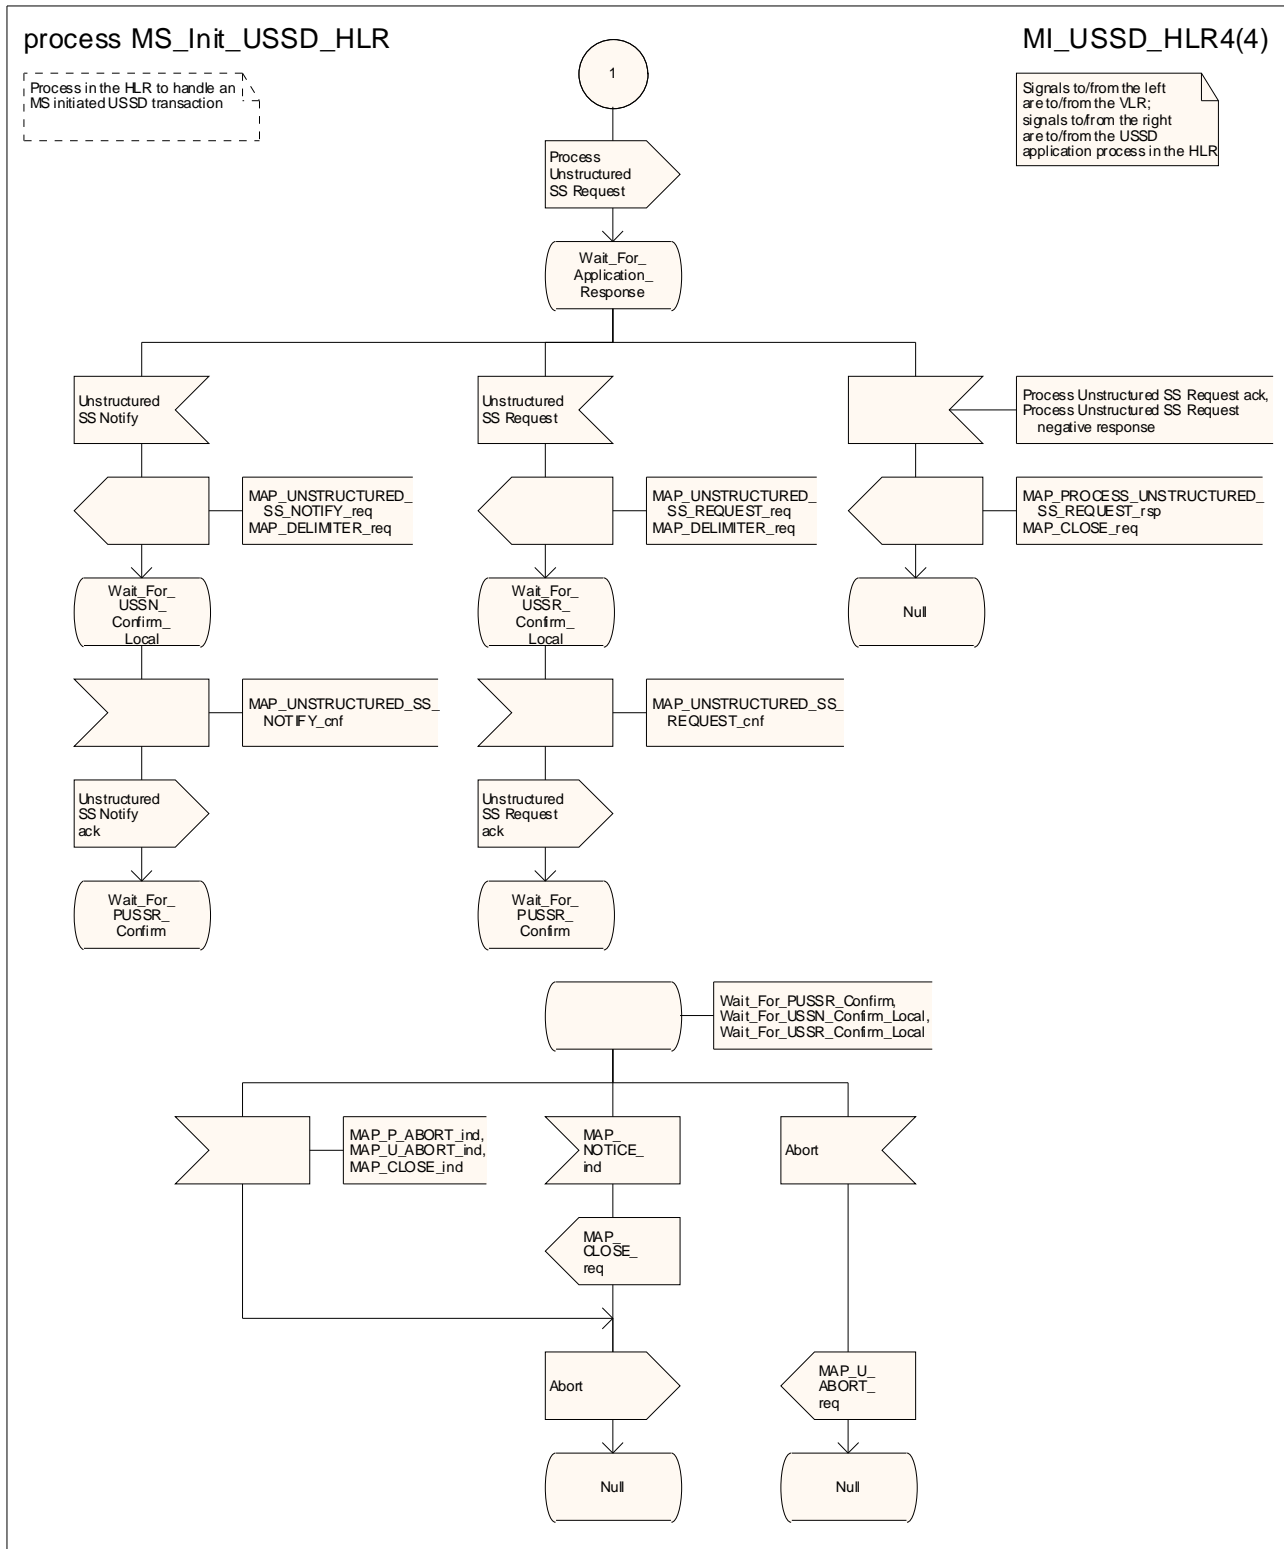 process MS_Init_USSD_HLR
MI_USSD_HLR4(4)
Process in the HLR to handle an
MS initiated USSD transaction
1
Signals to/from the left
are to/from the VLR;
signals to/from the right
are to/from the USSD
application process in the HLR
Process
Unstructured
SS Request
Wait_For_
Application_
Response
Unstructured
SS Notify
Unstructured
SS Request
Process Unstructured SS Request ack,
Process Unstructured SS Request
negative response
MAP_UNSTRUCTURED_
SS_NOTIFY_req
MAP_DELIMITER_req
MAP_UNSTRUCTURED_
SS_REQUEST_req
MAP_DELIMITER_req
MAP_PROCESS_UNSTRUCTURED_
SS_REQUEST_rsp
MAP_CLOSE_req
Wait_For_
USSN_
Confirm_
Local
Wait_For_
USSR_
Confirm_
Local
Null
MAP_UNSTRUCTURED_SS_
NOTIFY_cnf
MAP_UNSTRUCTURED_SS_
REQUEST_cnf
Unstructured
SS Notify
ack
Unstructured
SS Request
ack
Wait_For_
PUSSR_
Confirm
Wait_For_
PUSSR_
Confirm
Wait_For_PUSSR_Confirm,
Wait_For_USSN_Confirm_Local,
Wait_For_USSR_Confirm_Local
MAP_P_ABORT_ind,
MAP_U_ABORT_ind,
MAP_CLOSE_ind
MAP_
NOTICE_
ind
Abort
MAP_
CLOSE_
req
Abort
MAP_U_
ABORT_
req
Null
Null